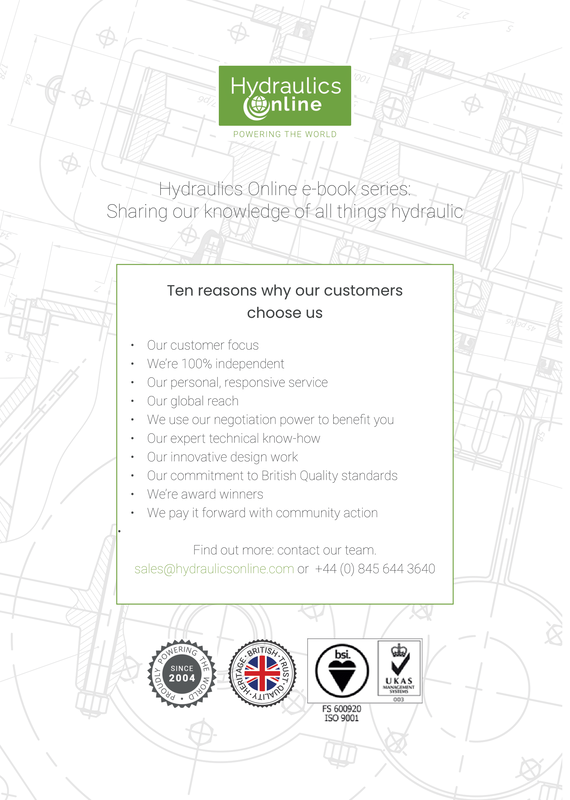 Hydraulics
Online
POWERING THE WORLD
Hydraulics Online e-book series:
Sharing our knowledge of all things hydraulic
Ten reasons why our customers
choose us
• Our customer focus
• We're 100% independent
• Our personal, responsive service
• Our global reach
• We use our negotiation power to benefit you
• Our expert technical know-how
• Our innovative design work
• Our commitment to British Quality standards
• We're award winners
• We pay it forward with community action
•
Find out more: contact our team.
sales@hydraulicsonline.com or +44 (0) 845 644 3640
PROUDLY POWERING THE WORLD
SINCE
2004
BRITISH • TRUST • QUALITY • HERITAGE •
bsi.
UKAS
MANAGEMENT
SYSTEMS
003
FS 600920
ISO 9001